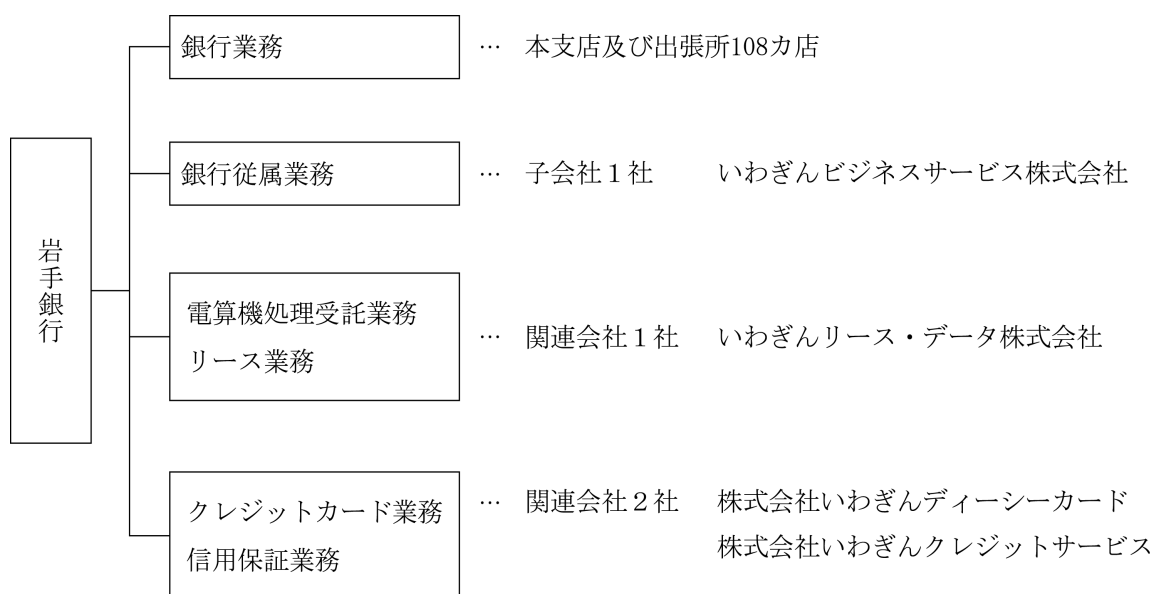 銀行業務 … 本支店及び出張所108カ店
銀行従属業務 … 子会社１社 いわぎんビジネスサービス株式会社
岩手銀行
電算機処理受託業務
リース業務
… 関連会社１社 いわぎんリース・データ株式会社
クレジットカード業務
信用保証業務
… 関連会社２社 株式会社いわぎんディーシーカード
株式会社いわぎんクレジットサービス